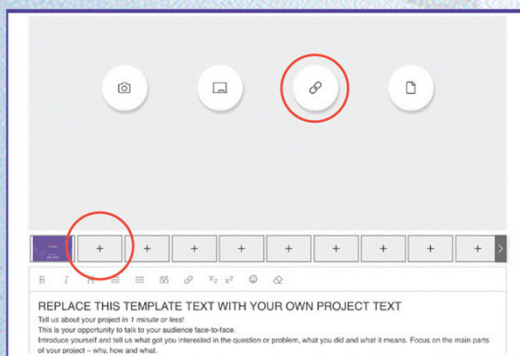 B I H X₂ X²
REPLACE THIS TEMPLATE TEXT WITH YOUR OWN PROJECT TEXT
Tell us about your project in 1 minute or less!
This is your opportunity to talk to your audience face-to-face.
Introduce yourself and tell us what got you interested in the question or problem, what you did and what it means. Focus on the main parts
of your project – why, how and what.